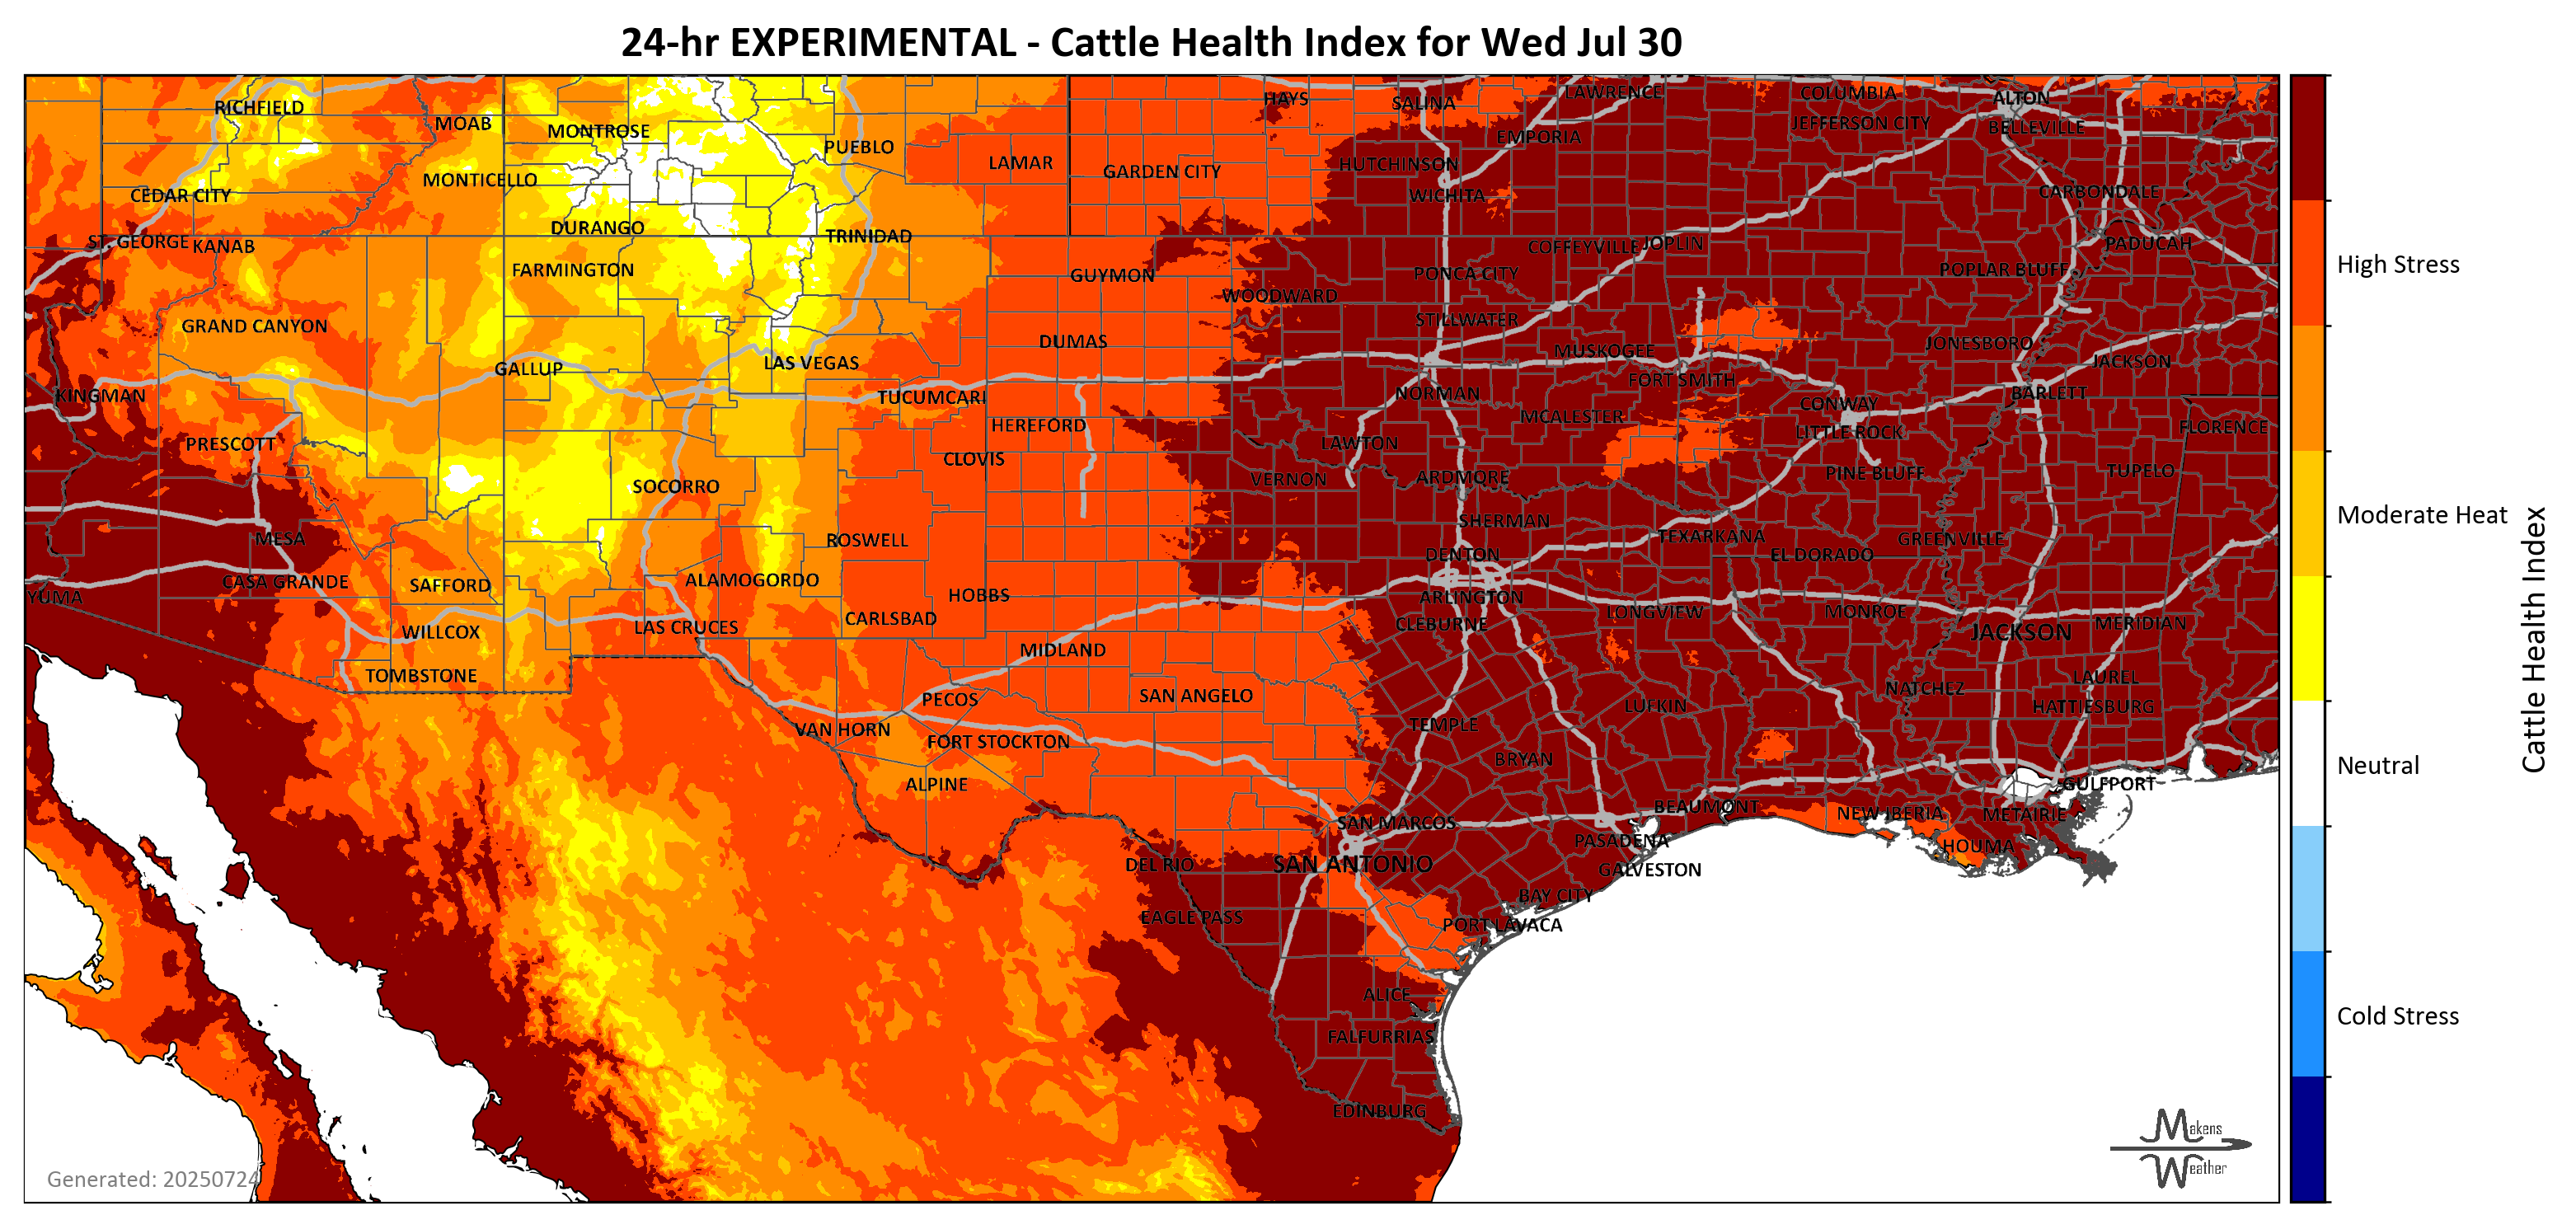 24-hr EXPERIMENTAL - Cattle Health Index for Wed Jul 30
RICHFIELD
MOAB
MONTROSE
PUEBLO
LAMAR
GARDEN CITY
HAYS
SALINA
LAWRENCE
COLUMBIA
ALTON
EMPORIA
JEFFERSON CITY
BELLEVILLE
CEDAR CITY
MONTICELLO
HUTCHINSON
WICHITA
CARBONDALE
ST. GEORGE
KANAB
DURANGO
TRINIDAD
COFFEYVILLE
JOPLIN
PADUCAH
FARMINGTON
GUYMON
PONCA CITY
POPLAR BLUFF
WOODWARD
GRAND CANYON
DUMAS
STILLWATER
MUSKOGEE
JONESBORO
JACKSON
GALLUP
LAS VEGAS
KINGMAN
TUCUMCARI
NORMAN
FORT SMITH
CONWAY
BARLETT
PRESCOTT
HEREFORD
LAWTON
MCALESTER
LITTLE ROCK
FLORENCE
CLOVIS
SOCORRO
VERNON
ARDMORE
PINE BLUFF
TUPELO
MESA
ROSWELL
SHERMAN
TEXARKANA
GREENVILLE
DENTON
EL DORADO
YUMA
CASA GRANDE
SAFFORD
ALAMOGORDO
HOBBS
ARLINGTON
LONGVIEW
MONROE
WILLCOX
LAS CRUCES
CARLSBAD
CLEBURNE
JACKSON
MERIDIAN
TOMBSTONE
MIDLAND
PECOS
SAN ANGELO
NATCHEZ
LAUREL
VAN HORN
FORT STOCKTON
TEMPLE
LUFKIN
HATTIESBURG
ALPINE
BRYAN
GULFPORT
SAN MARCOS
BEAUMONT
NEW IBERIA
METAIRIE
PASADENA
HOUMA
DEL RIO
SAN ANTONIO
GALVESTON
EAGLE PASS
BAY CITY
PORT LAVACA
ALICE
FALFURRIAS
EDINBURG
Generated: 20250724
Makens
Weather
High Stress
Moderate Heat
Neutral
Cold Stress
Cattle Health Index